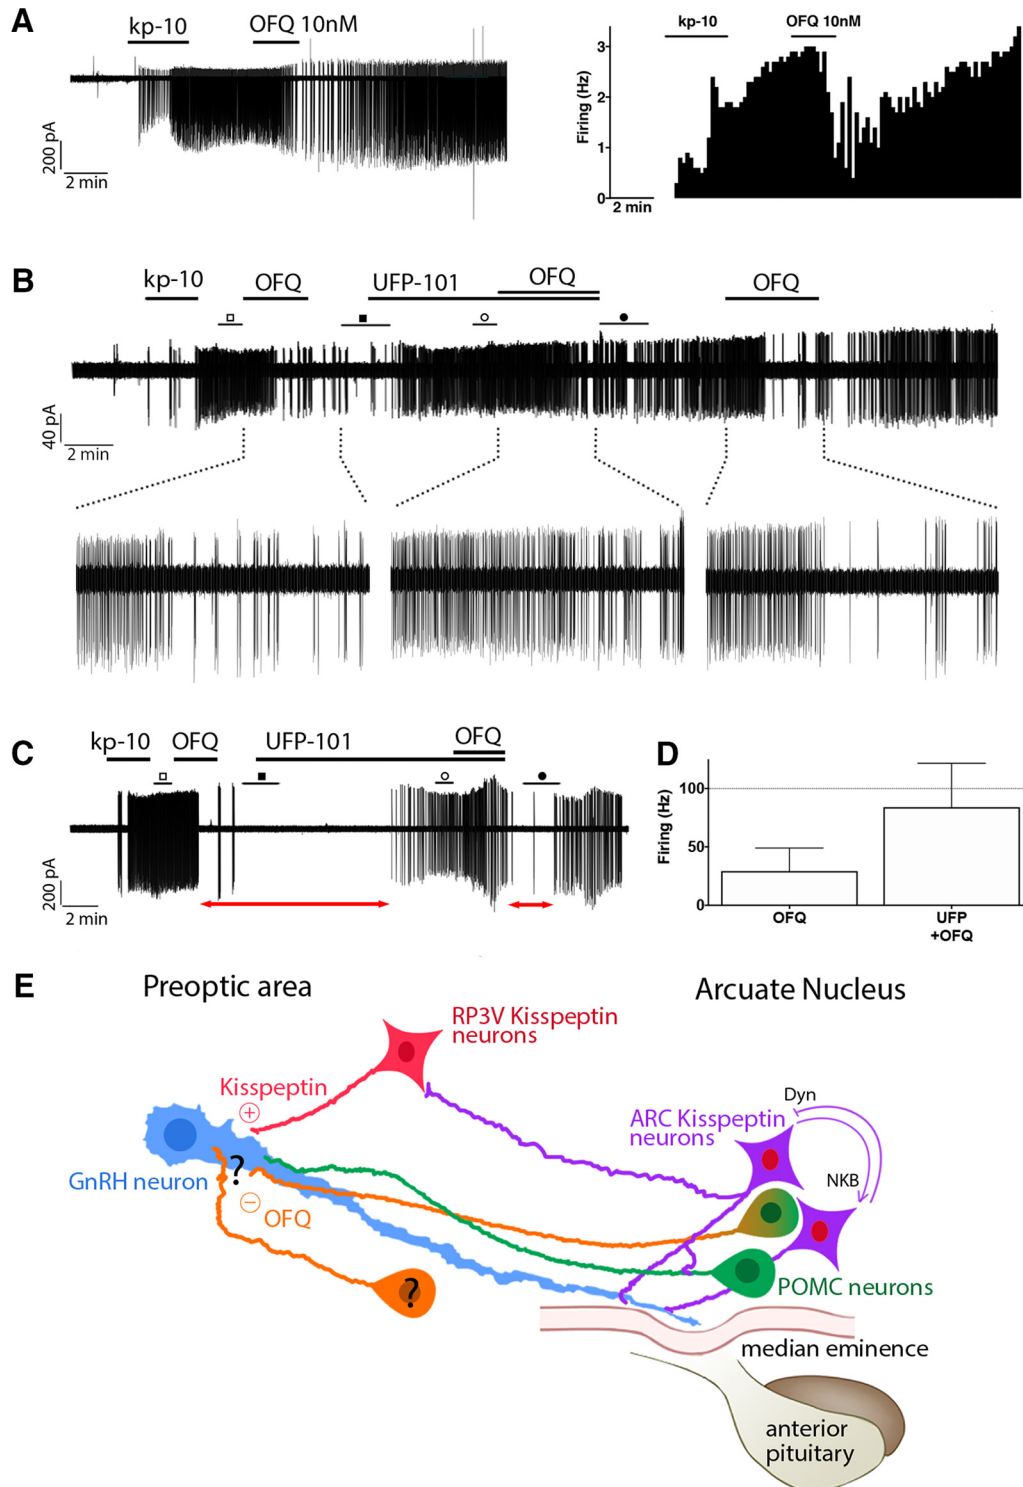 A
kp-10
OFQ 10nM
200 pA
2 min
kp-10
OFQ 10nM
Firing (Hz)
3
2
1
0
2 min
B
kp-10
OFQ
UFP-101
OFQ
OFQ
40 pA
2 min
C
kp-10
OFQ
UFP-101
OFQ
200 pA
2 min
D
Firing (Hz)
100
50
0
OFQ
UFP
+OFQ
E
Preoptic area
Arcuate Nucleus
RP3V Kisspeptin
neurons
Kisspeptin
+
GnRH neuron
?
−
OFQ
?
Dyn
ARC Kisspeptin
neurons
NKB
POMC neurons
median eminence
anterior
pituitary